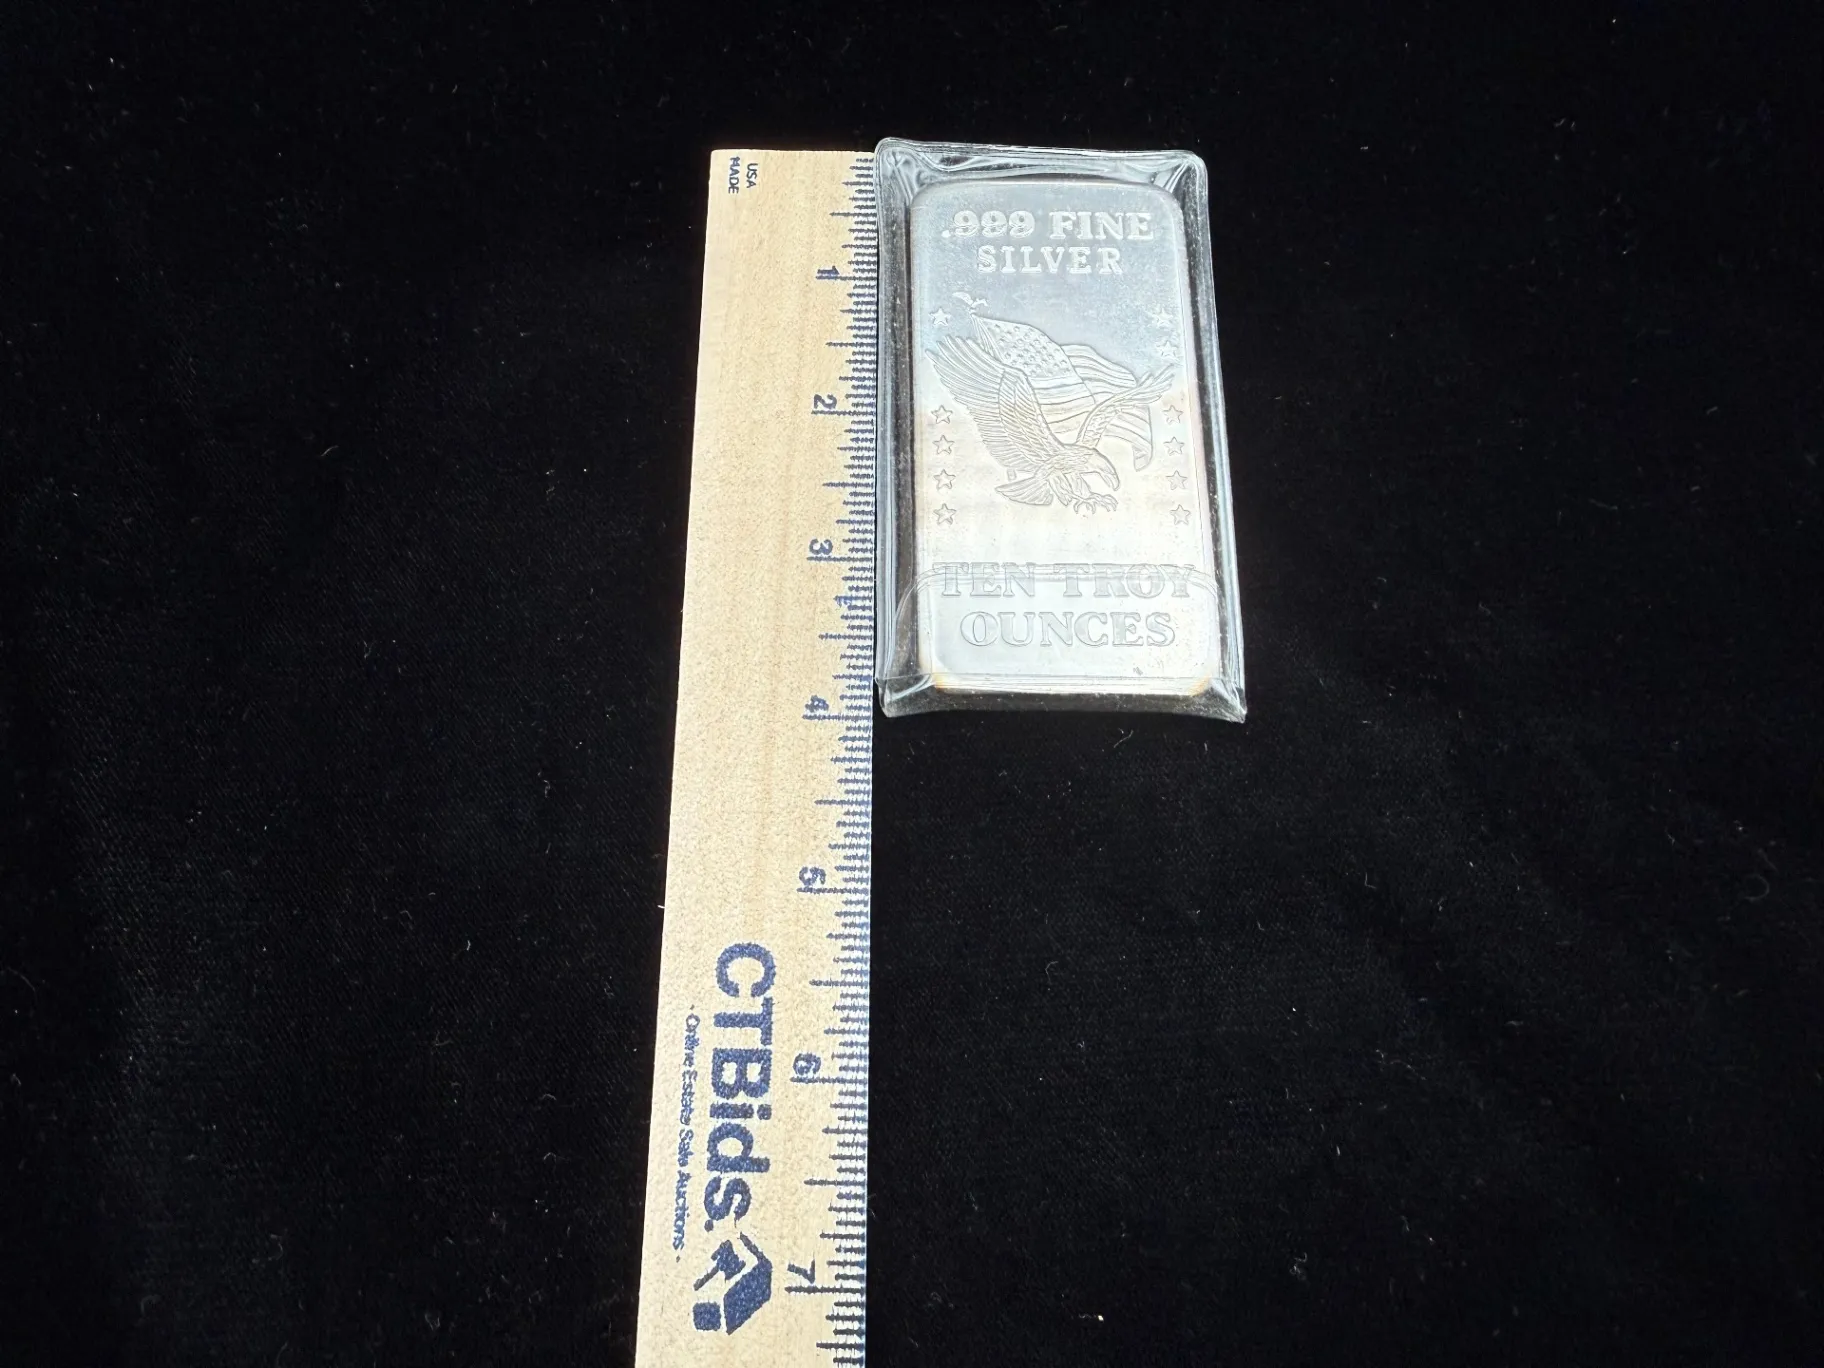 MADE
USA
1
2
3
4
5
6
7
CTBids.
· Online Estate Sale Auctions ·
.999 FINE
SILVER
TEN TROY
OUNCES